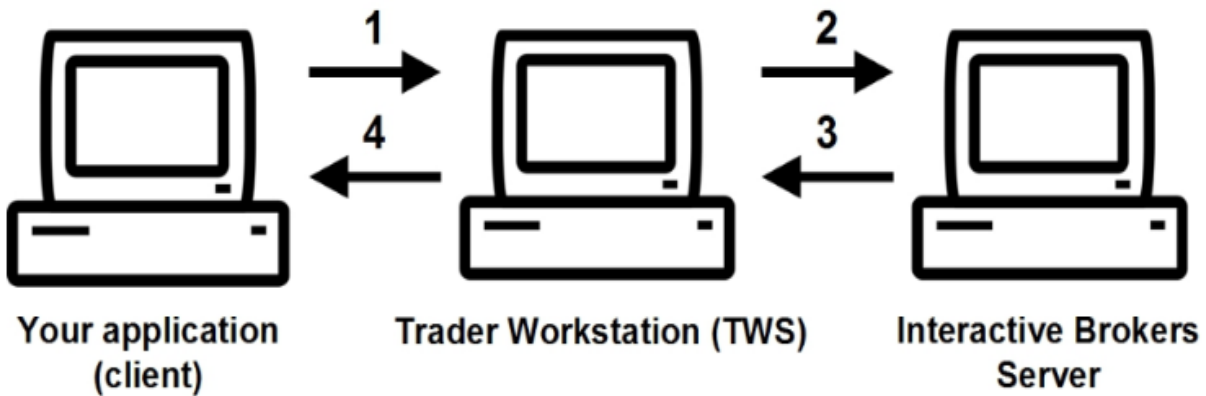 1
2
4
3
Your application
(client)
Trader Workstation (TWS)
Interactive Brokers
Server